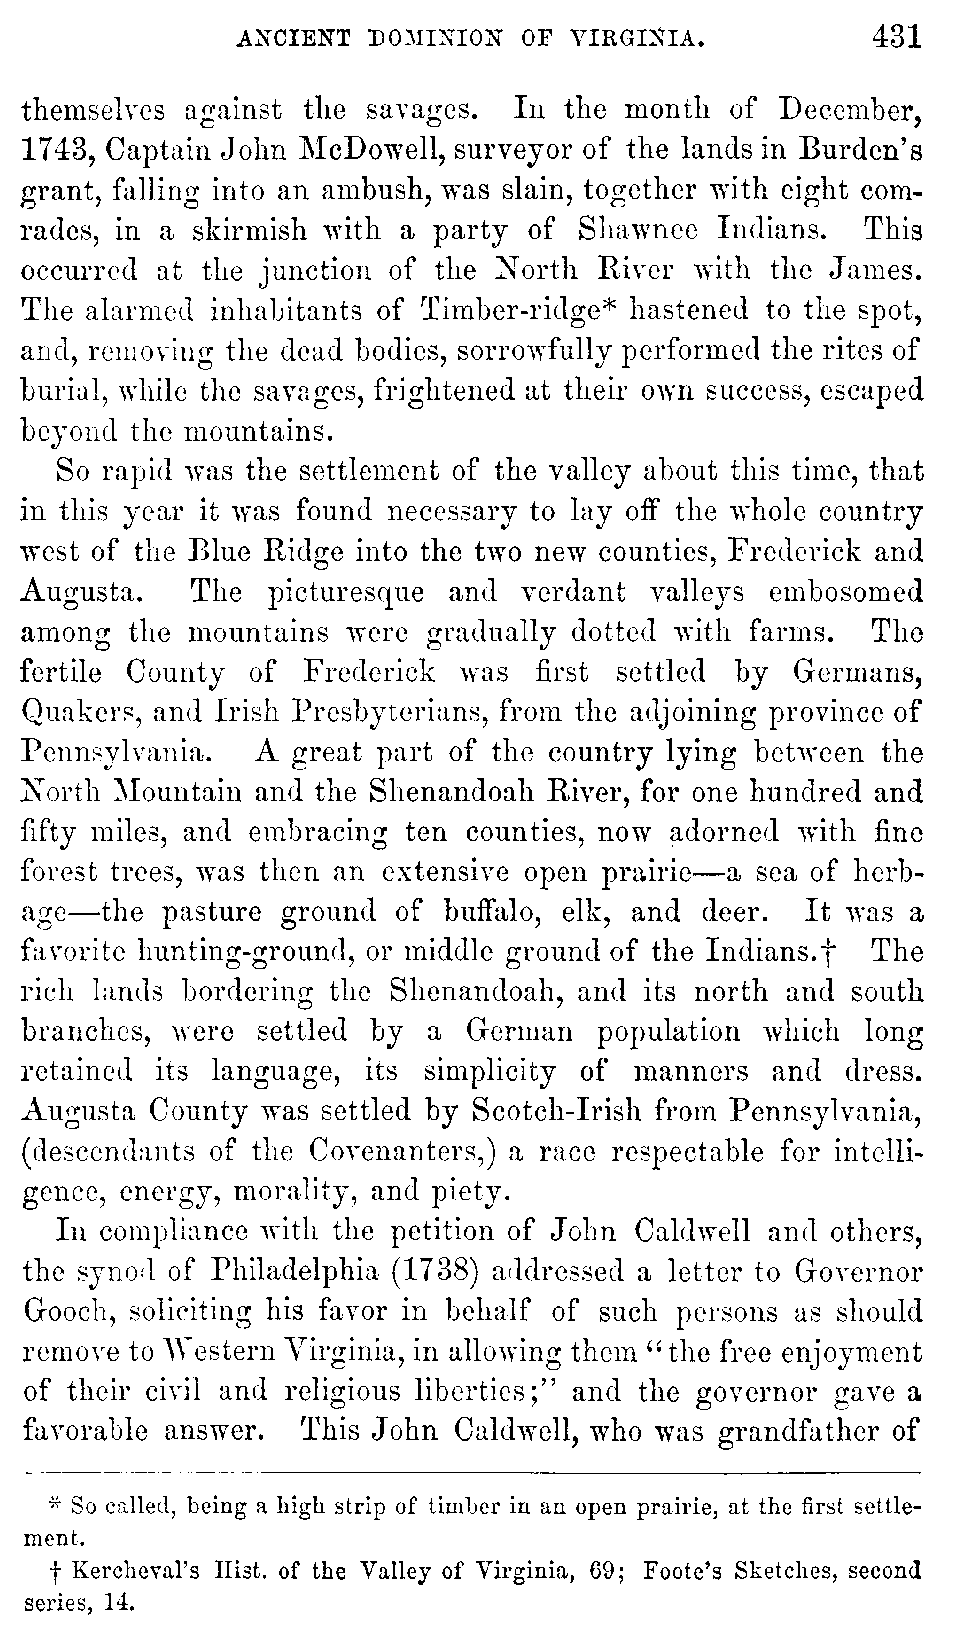 ANCIENT DOMINION OF VIRGINIA. 431
themselves against the savages. In the month of December,
1743, Captain John McDowell, surveyor of the lands in Burden's
grant, falling into an ambush, was slain, together with eight com-
rades, in a skirmish with a party of Shawnee Indians. This
occurred at the junction of the North River with the James.
The alarmed inhabitants of Timber-ridge* hastened to the spot,
and, removing the dead bodies, sorrowfully performed the rites of
burial, while the savages, frightened at their own success, escaped
beyond the mountains.
So rapid was the settlement of the valley about this time, that
in this year it was found necessary to lay off the whole country
west of the Blue Ridge into the two new counties, Frederick and
Augusta. The picturesque and verdant valleys embosomed
among the mountains were gradually dotted with farms. The
fertile County of Frederick was first settled by Germans,
Quakers, and Irish Presbyterians, from the adjoining province of
Pennsylvania. A great part of the country lying between the
North Mountain and the Shenandoah River, for one hundred and
fifty miles, and embracing ten counties, now adorned with fine
forest trees, was then an extensive open prairie—a sea of herb-
age—the pasture ground of buffalo, elk, and deer. It was a
favorite hunting-ground, or middle ground of the Indians.† The
rich lands bordering the Shenandoah, and its north and south
branches, were settled by a German population which long
retained its language, its simplicity of manners and dress.
Augusta County was settled by Scotch-Irish from Pennsylvania,
(descendants of the Covenanters,) a race respectable for intelli-
gence, energy, morality, and piety.
In compliance with the petition of John Caldwell and others,
the synod of Philadelphia (1738) addressed a letter to Governor
Gooch, soliciting his favor in behalf of such persons as should
remove to Western Virginia, in allowing them "the free enjoyment
of their civil and religious liberties;" and the governor gave a
favorable answer. This John Caldwell, who was grandfather of
* So called, being a high strip of timber in an open prairie, at the first settle-
ment.
† Kercheval's Hist. of the Valley of Virginia, 69; Foote's Sketches, second
series, 14.